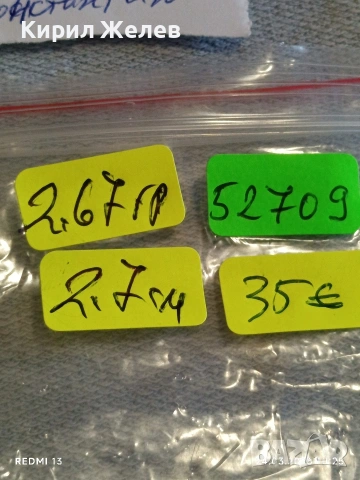 Кирил Желев
2.67гр
52709
2.7см
35€
REDMI 13